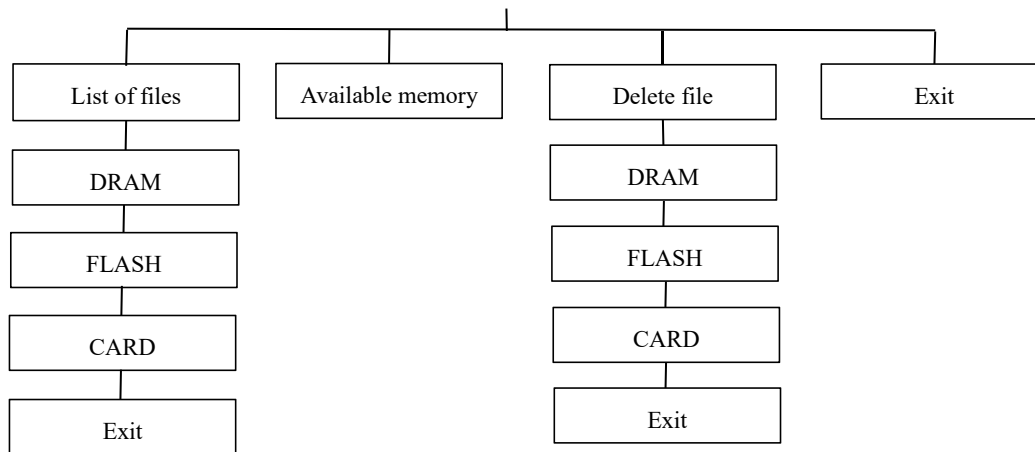 List of files
Available memory
Delete file
Exit
DRAM
FLASH
CARD
Exit
DRAM
FLASH
CARD
Exit